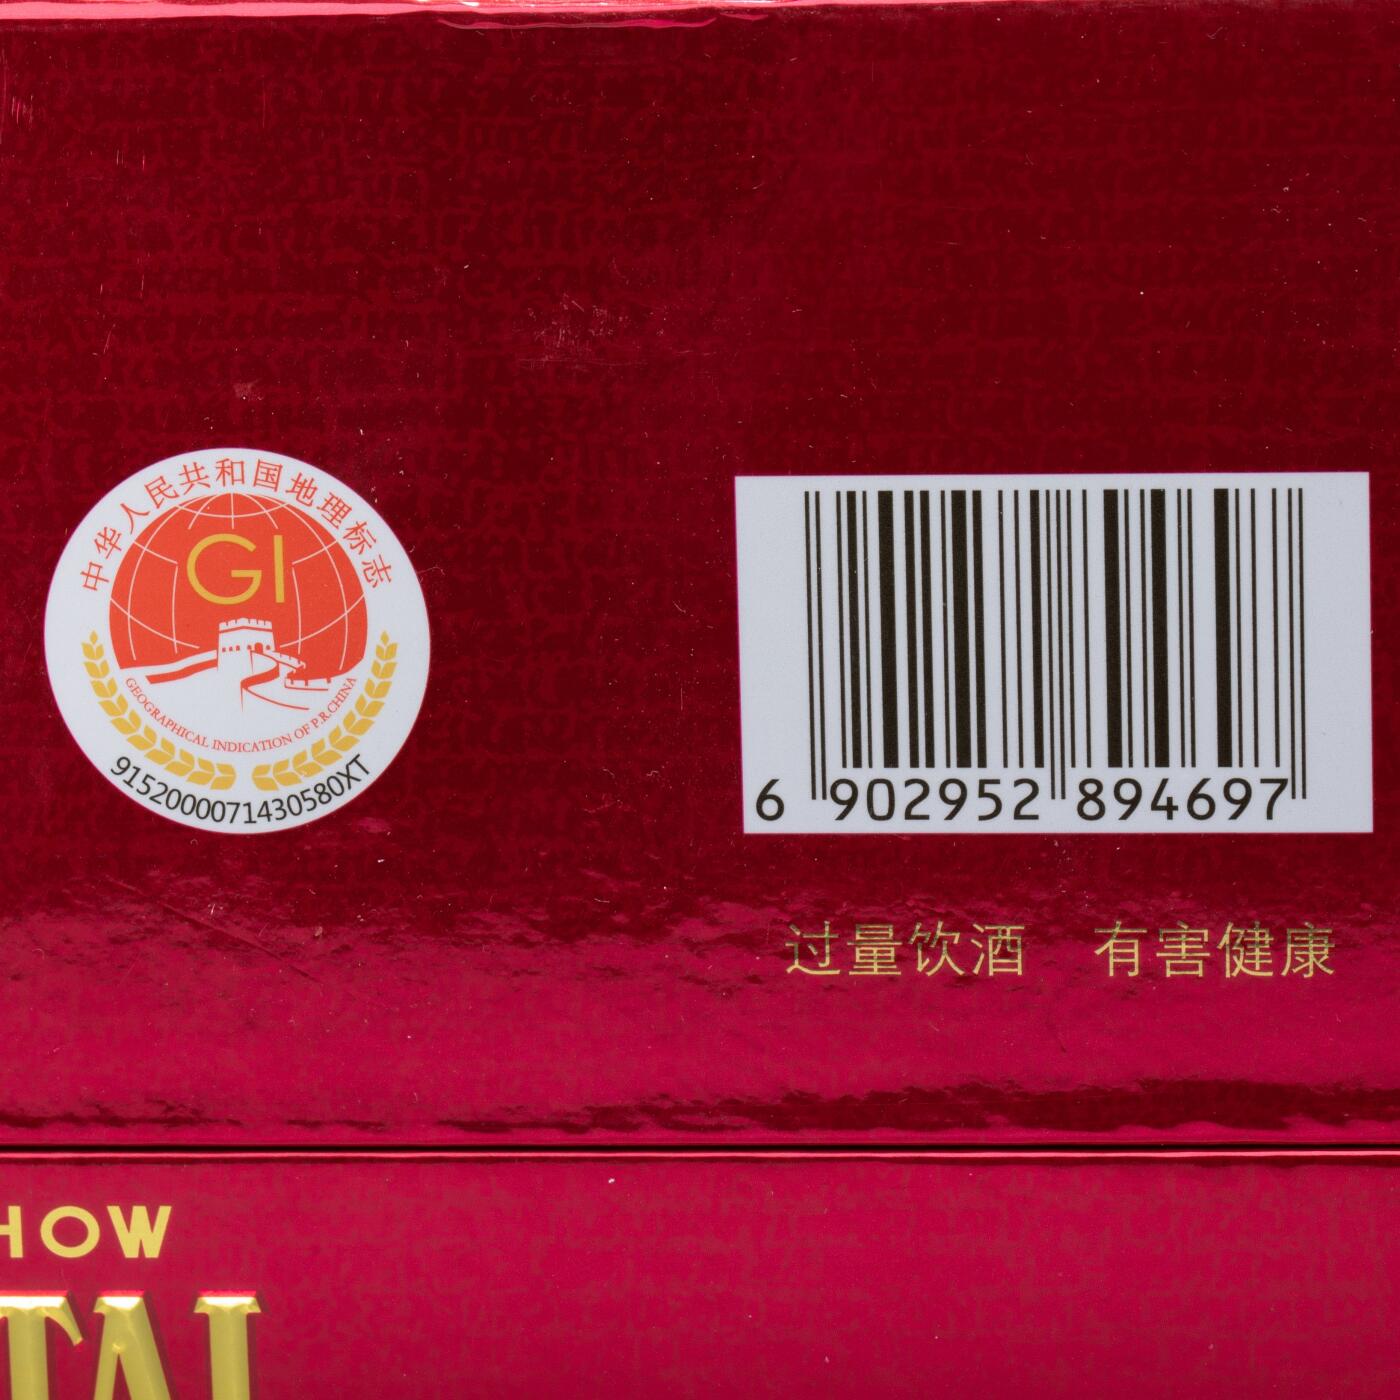 中华人民共和国地理标志
GI
GEOGRAPHICAL INDICATION OF P.R.CHINA
9152000071430580XT
6 902952 894697
过量饮酒 有害健康
HOW
TAI